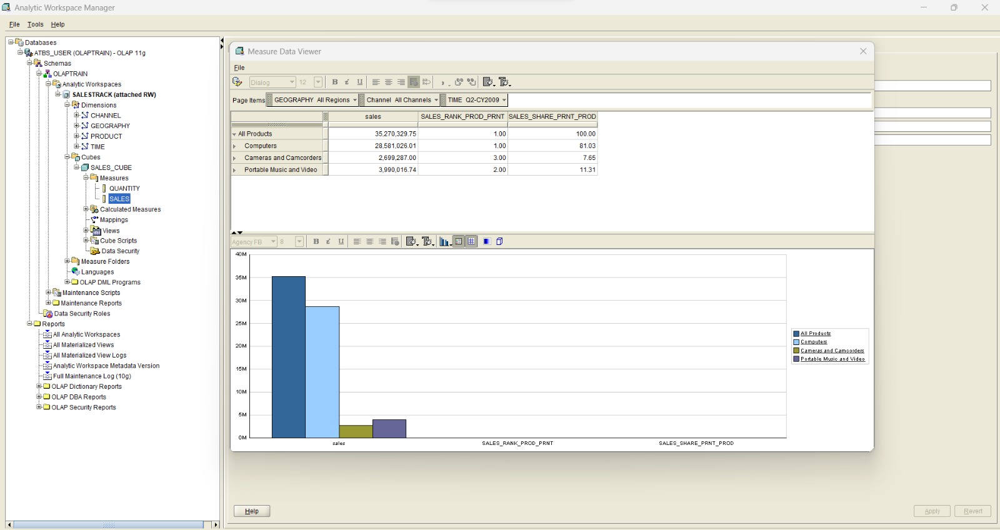 Analytic Workspace Manager
File Tools Help
Databases
ATBS_USER (OLAPTRAIN) - OLAP 11g
Schemas
OLAPTRAIN
Analytic Workspaces
SALESTRACK (attached RW)
Dimensions
CHANNEL
GEOGRAPHY
PRODUCT
TIME
Cubes
SALES_CUBE
Measures
QUANTITY
SALES
Calculated Measures
Mappings
Views
Cube Scripts
Data Security
Measure Folders
Languages
OLAP DML Programs
Maintenance Scripts
Maintenance Reports
Data Security Roles
Reports
All Analytic Workspaces
All Materialized Views
All Materialized View Logs
Analytic Workspace Metadata Version
Full Maintenance Log (10g)
OLAP Dictionary Reports
OLAP DBA Reports
OLAP Security Reports
Measure Data Viewer
File
Dialog 12 B i U
Page Items GEOGRAPHY All Regions Channel All Channels TIME Q2-CY2009
sales SALES_RANK_PROD_PRNT SALES_SHARE_PRNT_PROD
All Products 35,270,329.75 1.00 100.00
Computers 28,581,026.01 1.00 81.03
Cameras and Camcorders 2,699,287.00 3.00 7.65
Portable Music and Video 3,990,016.74 2.00 11.31
Agency FB 8 B i U
40M
35M
30M
25M
20M
15M
10M
5M
0M
sales SALES_RANK_PROD_PRNT SALES_SHARE_PRNT_PROD
All Products
Computers
Cameras and Camcorders
Portable Music and Video
Help Apply Revert